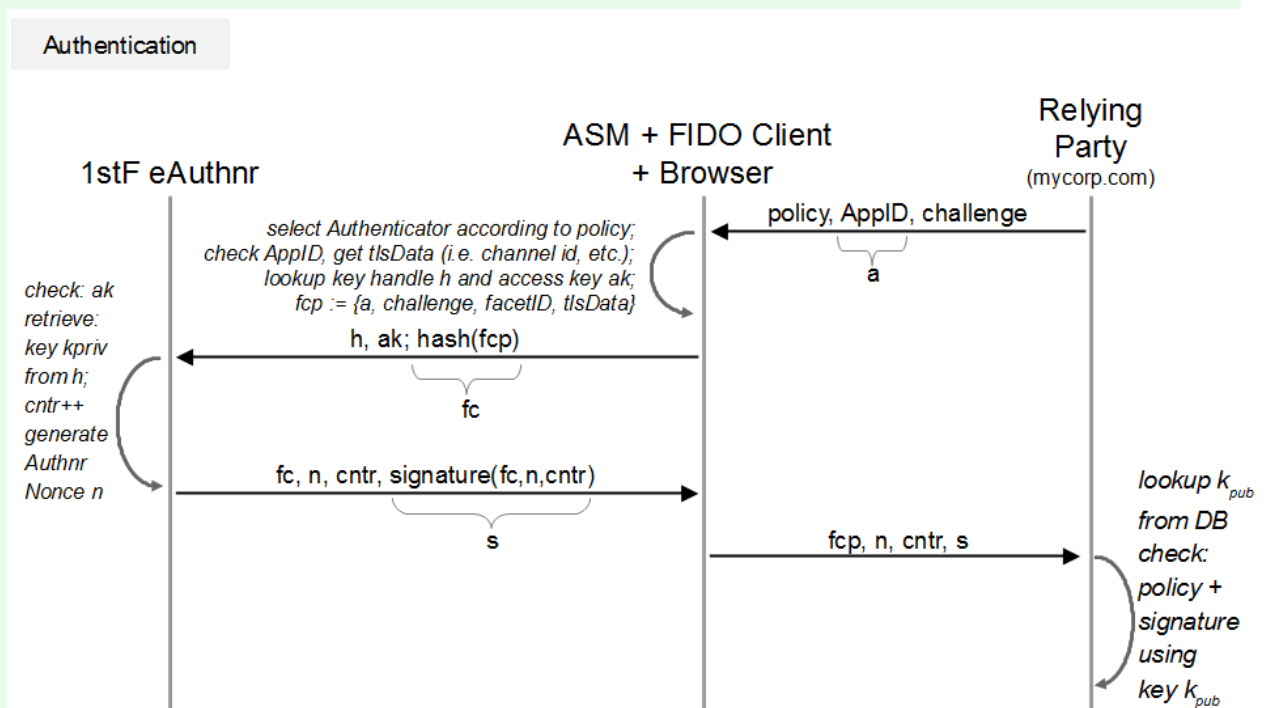 Authentication
1stF eAuthnr
ASM + FIDO Client
+ Browser
Relying
Party
(mycorp.com)
policy, AppID, challenge
a
select Authenticator according to policy;
check AppID, get tlsData (i.e. channel id, etc.);
lookup key handle h and access key ak;
fcp := {a, challenge, facetID, tlsData}
h, ak; hash(fcp)
fc
check: ak
retrieve:
key kpriv
from h;
cntr++
generate
Authnr
Nonce n
fc, n, cntr, signature(fc,n,cntr)
s
fcp, n, cntr, s
lookup kpub
from DB
check:
policy +
signature
using
key kpub